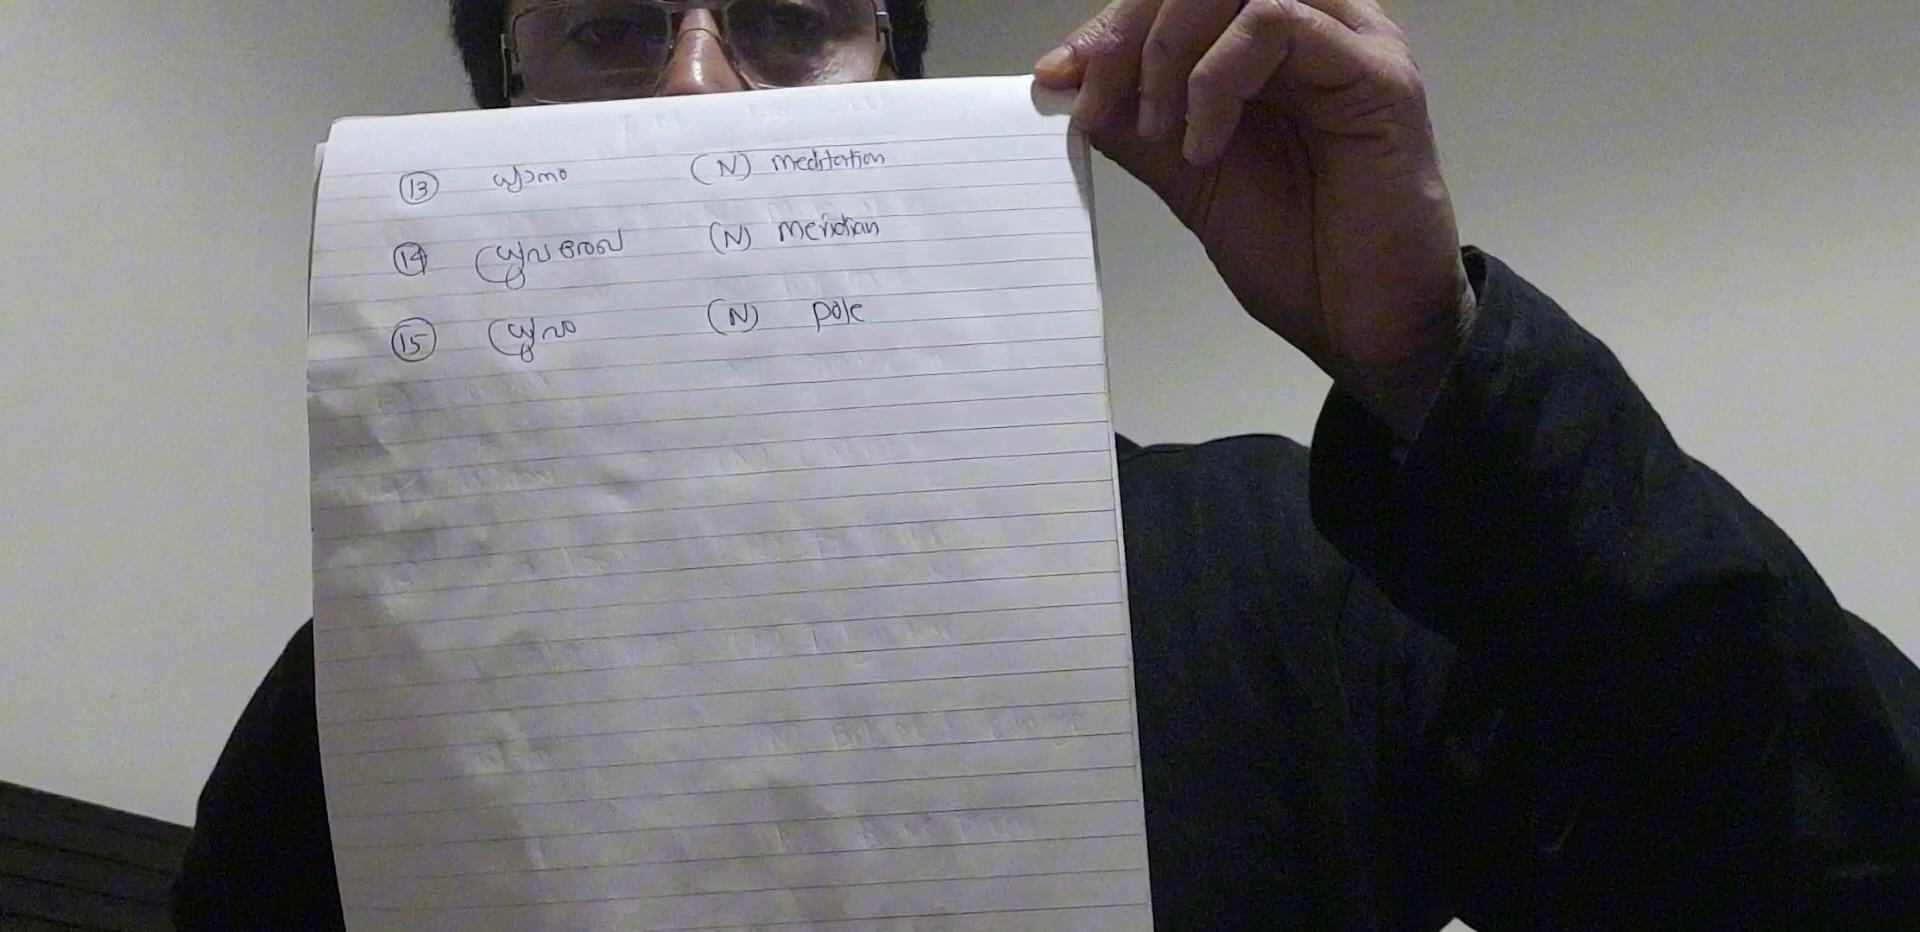 13 ധ്യാനം (N) meditation
14 ധ്രുവരേഖ (N) meridian
15 ധ്രുവം (N) pole